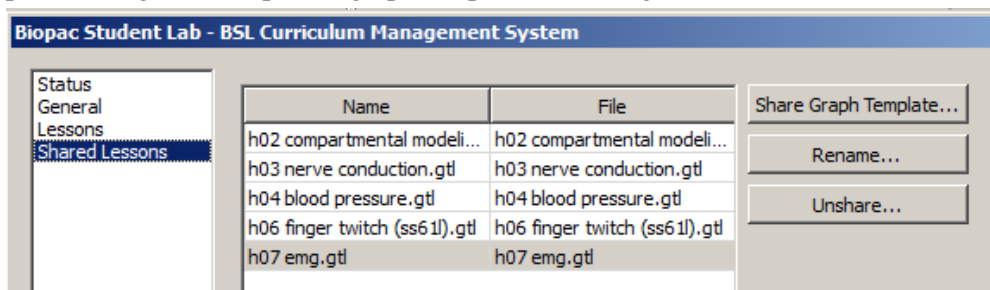 Biopac Student Lab - BSL Curriculum Management System
Status
General
Lessons
Shared Lessons
Name File
h02 compartmental modeli... h02 compartmental modeli...
h03 nerve conduction.gtl h03 nerve conduction.gtl
h04 blood pressure.gtl h04 blood pressure.gtl
h06 finger twitch (ss61l).gtl h06 finger twitch (ss61l).gtl
h07 emg.gtl h07 emg.gtl
Share Graph Template...
Rename...
Unshare...